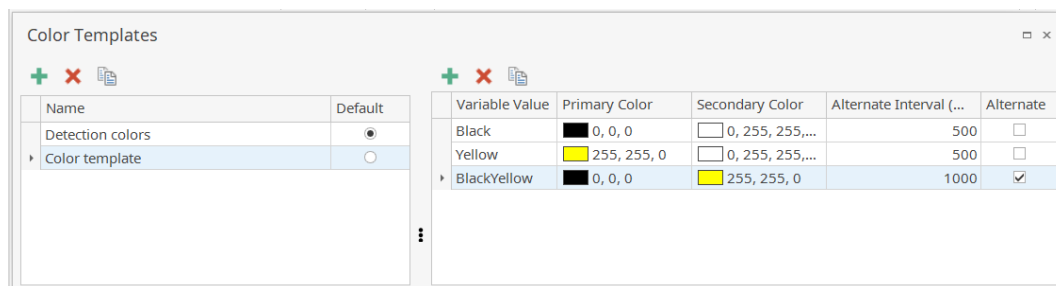 Color Templates
Name Default
Detection colors
Color template
Variable Value Primary Color Secondary Color Alternate Interval (... Alternate
Black 0, 0, 0 0, 255, 255,... 500
Yellow 255, 255, 0 0, 255, 255,... 500
BlackYellow 0, 0, 0 255, 255, 0 1000